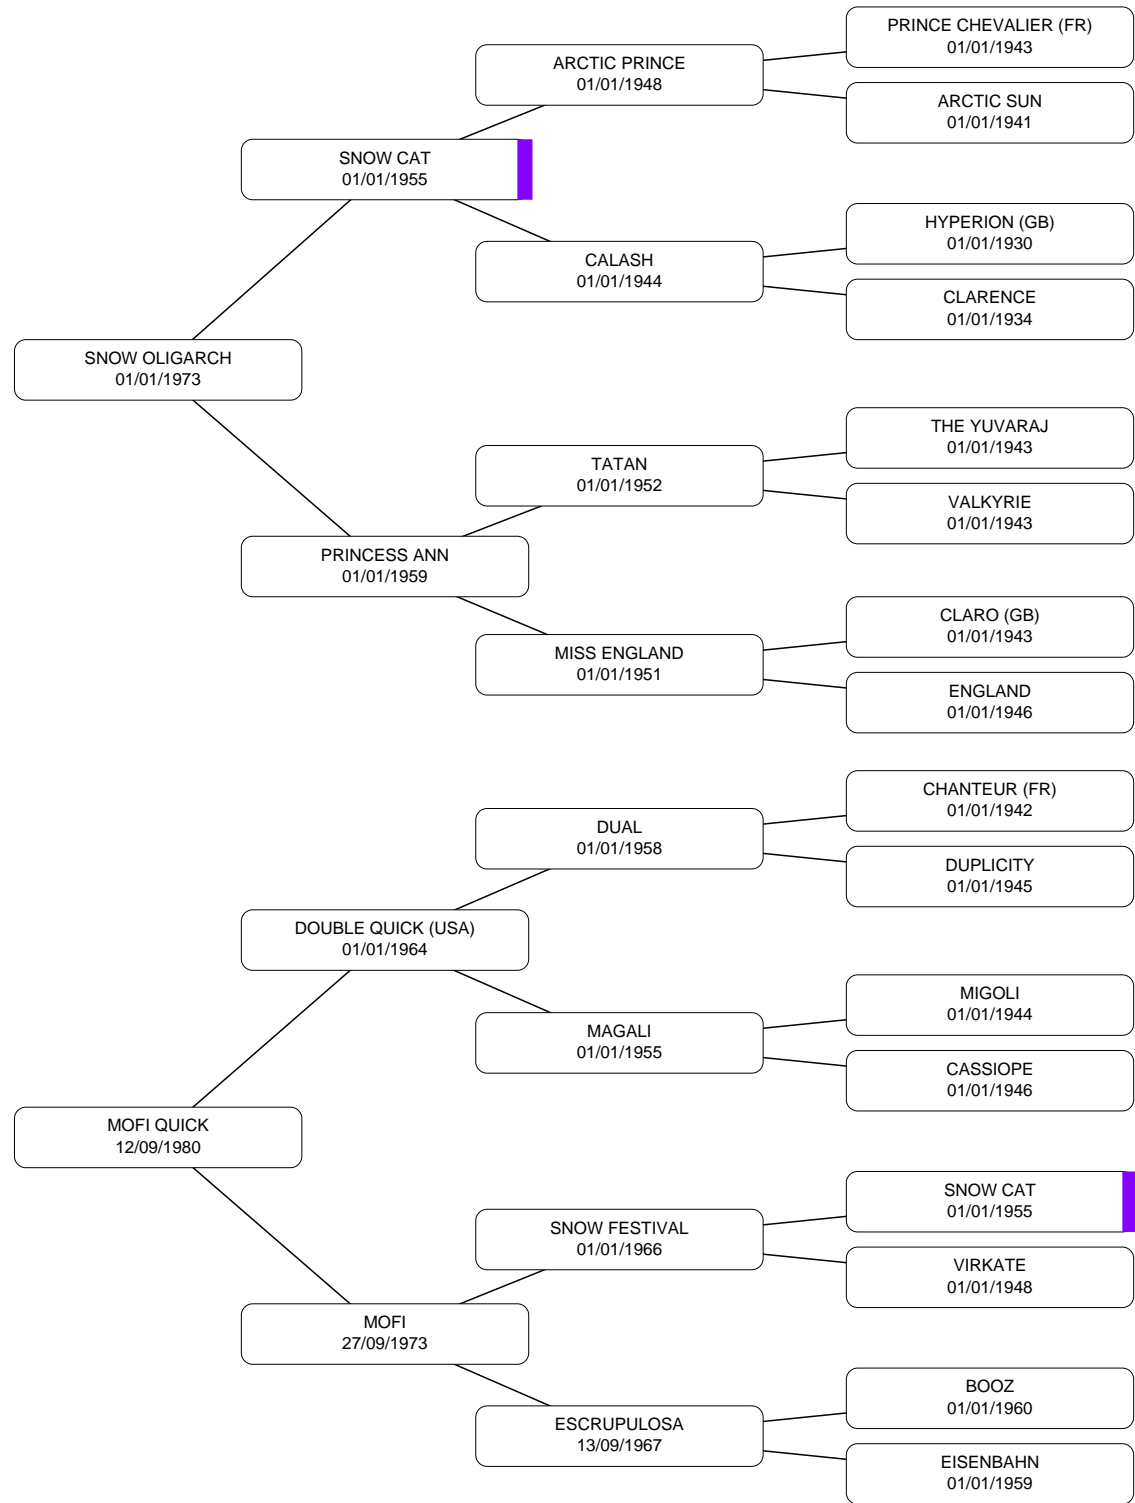 PRINCE CHEVALIER (FR)
01/01/1943
ARCTIC PRINCE
01/01/1948
ARCTIC SUN
01/01/1941
SNOW CAT
01/01/1955
HYPERION (GB)
01/01/1930
CALASH
01/01/1944
CLARENCE
01/01/1934
SNOW OLIGARCH
01/01/1973
THE YUVARAJ
01/01/1943
TATAN
01/01/1952
VALKYRIE
01/01/1943
PRINCESS ANN
01/01/1959
CLARO (GB)
01/01/1943
MISS ENGLAND
01/01/1951
ENGLAND
01/01/1946
CHANTEUR (FR)
01/01/1942
DUAL
01/01/1958
DUPLICITY
01/01/1945
DOUBLE QUICK (USA)
01/01/1964
MIGOLI
01/01/1944
MAGALI
01/01/1955
CASSIOPE
01/01/1946
MOFI QUICK
12/09/1980
SNOW CAT
01/01/1955
SNOW FESTIVAL
01/01/1966
VIRKATE
01/01/1948
MOFI
27/09/1973
BOOZ
01/01/1960
ESCRUPULOSA
13/09/1967
EISENBAHN
01/01/1959